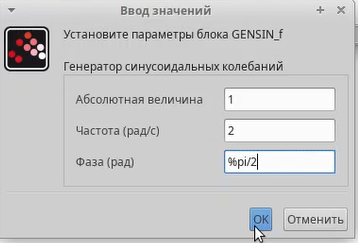 Ввод значений
Установите параметры блока GENSIN_f
Генератор синусоидальных колебаний
Абсолютная величина 1
Частота (рад/с) 2
Фаза (рад) %pi/2
OK Отменить